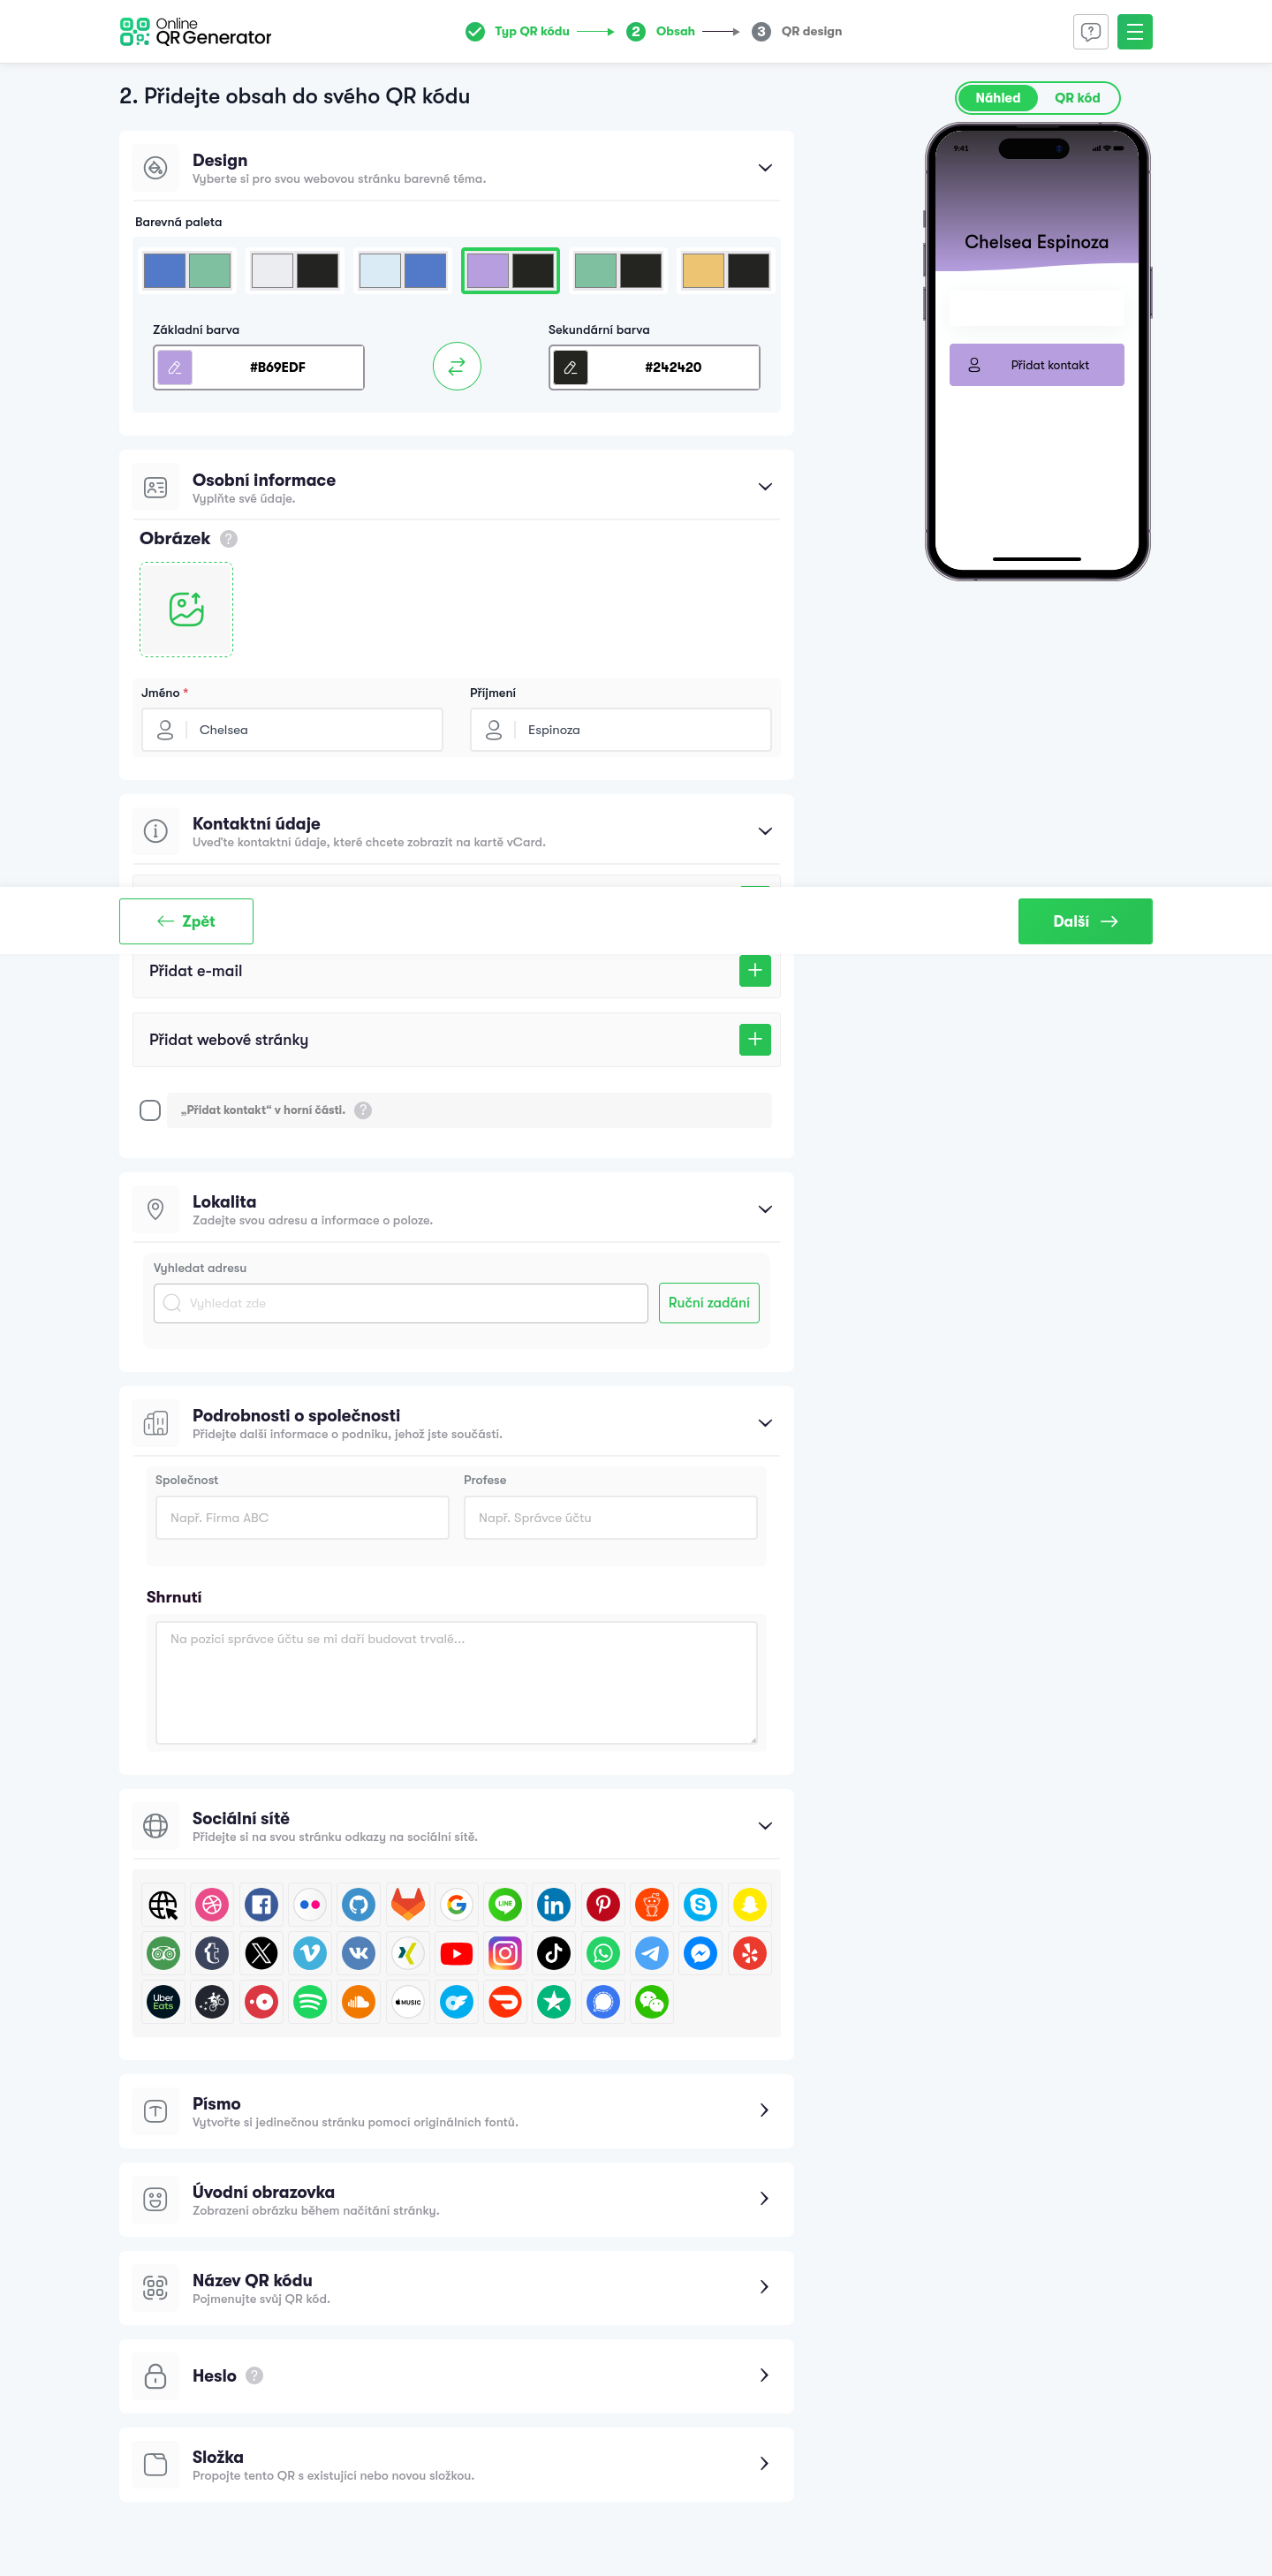 Online
QR Generator
Typ QR kódu
2 Obsah
3 QR design
2. Přidejte obsah do svého QR kódu
Náhled
QR kód
Design
Vyberte si pro svou webovou stránku barevné téma.
Barevná paleta
Základní barva
Sekundární barva
#B69EDF
#242420
9:41
Chelsea Espinoza
Přidat kontakt
Osobní informace
Vyplňte své údaje.
Obrázek ?
Jméno *
Příjmení
Chelsea
Espinoza
Kontaktní údaje
Uveďte kontaktní údaje, které chcete zobrazit na kartě vCard.
Zpět
Další
Přidat e-mail
Přidat webové stránky
„Přidat kontakt“ v horní části. ?
Lokalita
Zadejte svou adresu a informace o poloze.
Vyhledat adresu
Vyhledat zde
Ruční zadání
Podrobnosti o společnosti
Přidejte další informace o podniku, jehož jste součástí.
Společnost
Profese
Např. Firma ABC
Např. Správce účtu
Shrnutí
Na pozici správce účtu se mi daří budovat trvalé...
Sociální sítě
Přidejte si na svou stránku odkazy na sociální sítě.
LINE
Uber
Eats
MUSIC
Písmo
Vytvořte si jedinečnou stránku pomocí originálních fontů.
Úvodní obrazovka
Zobrazení obrázku během načítání stránky.
Název QR kódu
Pojmenujte svůj QR kód.
Heslo ?
Složka
Propojte tento QR s existující nebo novou složkou.